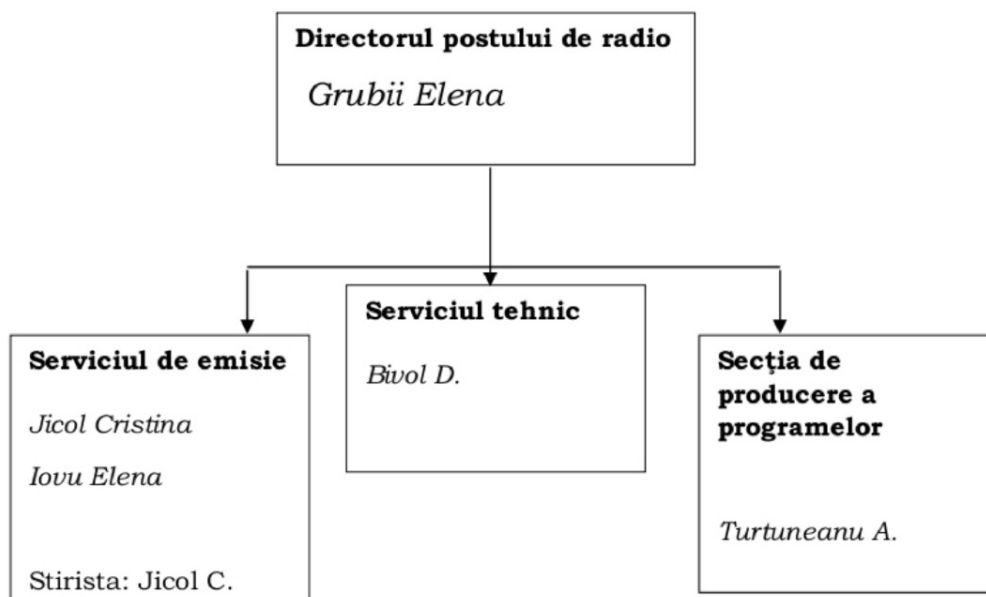 Directorul postului de radio
Grubii Elena
Serviciul de emisie
Jicol Cristina
Iovu Elena
Stirista: Jicol C.
Serviciul tehnic
Bivol D.
Secţia de
producere a
programelor
Turtuneanu A.